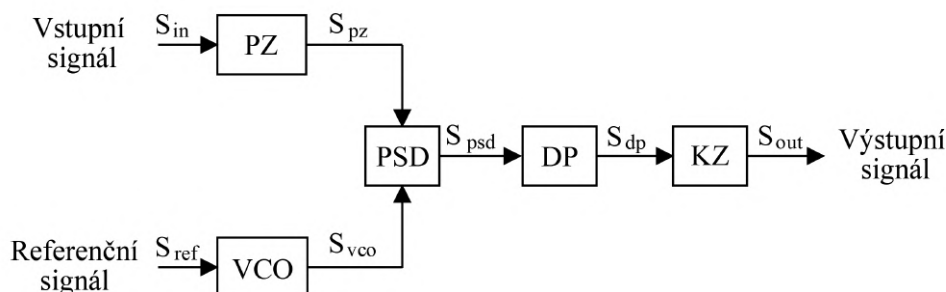 Vstupní
signál
S_in
PZ
S_pz
PSD
S_psd
DP
S_dp
KZ
S_out
Výstupní
signál
Referenční
signál
S_ref
VCO
S_vco